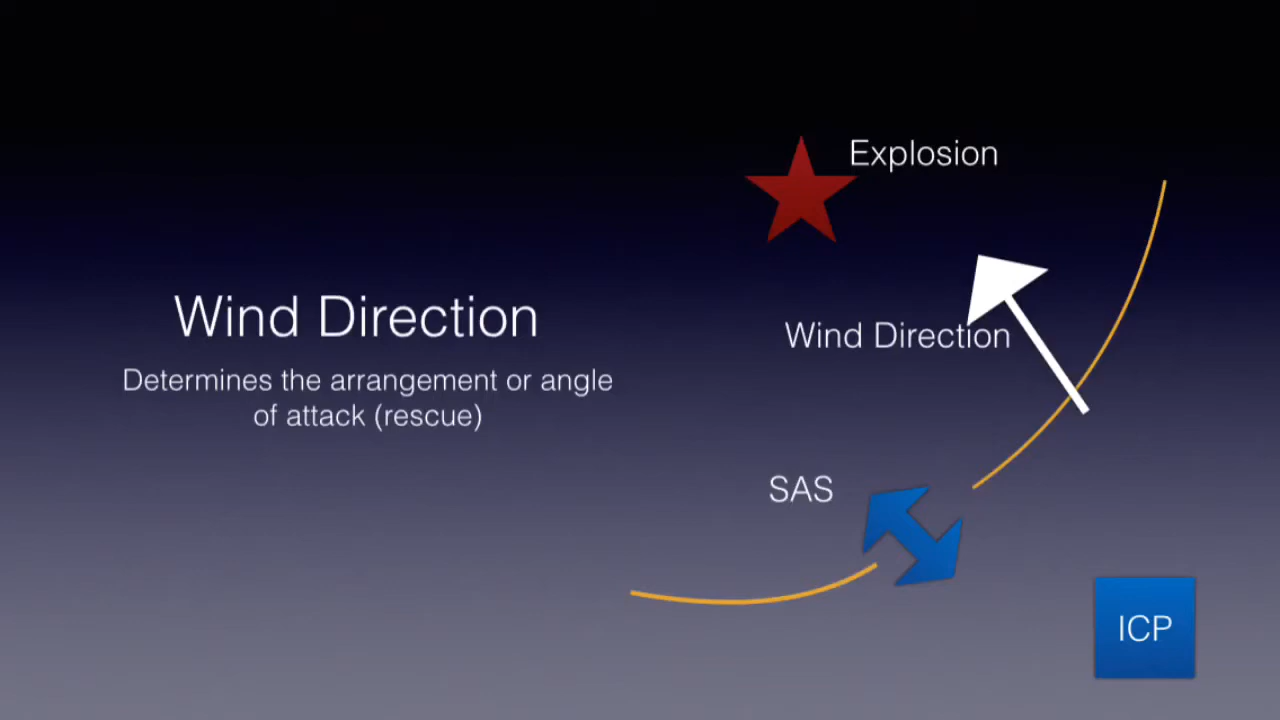 Explosion
Wind Direction
Determines the arrangement or angle
of attack (rescue)
Wind Direction
SAS
ICP